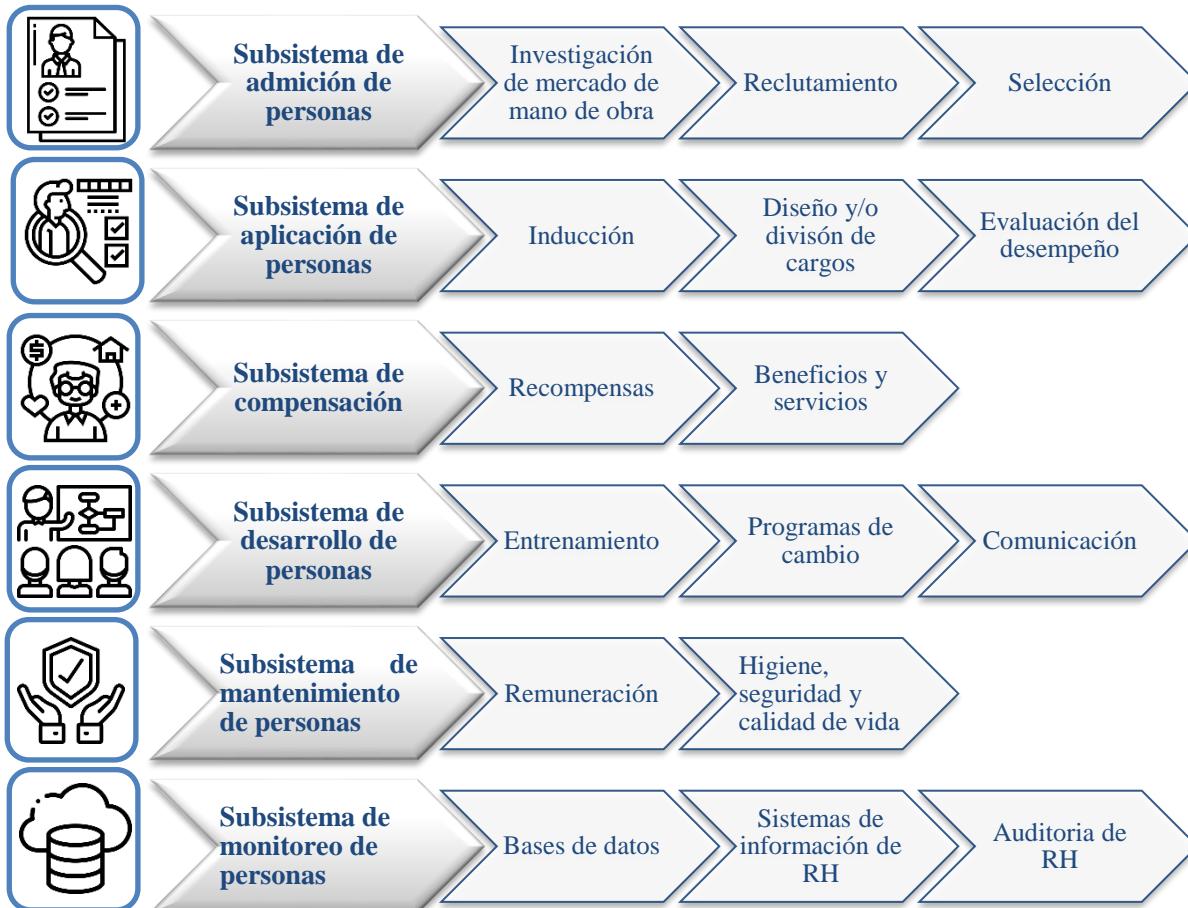 Subsistema de
admición de
personas
Investigación
de mercado de
mano de obra
Reclutamiento
Selección
Subsistema de
aplicación de
personas
Inducción
Diseño y/o
divisón de
cargos
Evaluación del
desempeño
Subsistema de
compensación
Recompensas
Beneficios y
servicios
Subsistema de
desarrollo de
personas
Entrenamiento
Programas de
cambio
Comunicación
Subsistema de
mantenimiento
de personas
Remuneración
Higiene,
seguridad y
calidad de vida
Subsistema de
monitoreo de
personas
Bases de datos
Sistemas de
información de
RH
Auditoria de
RH